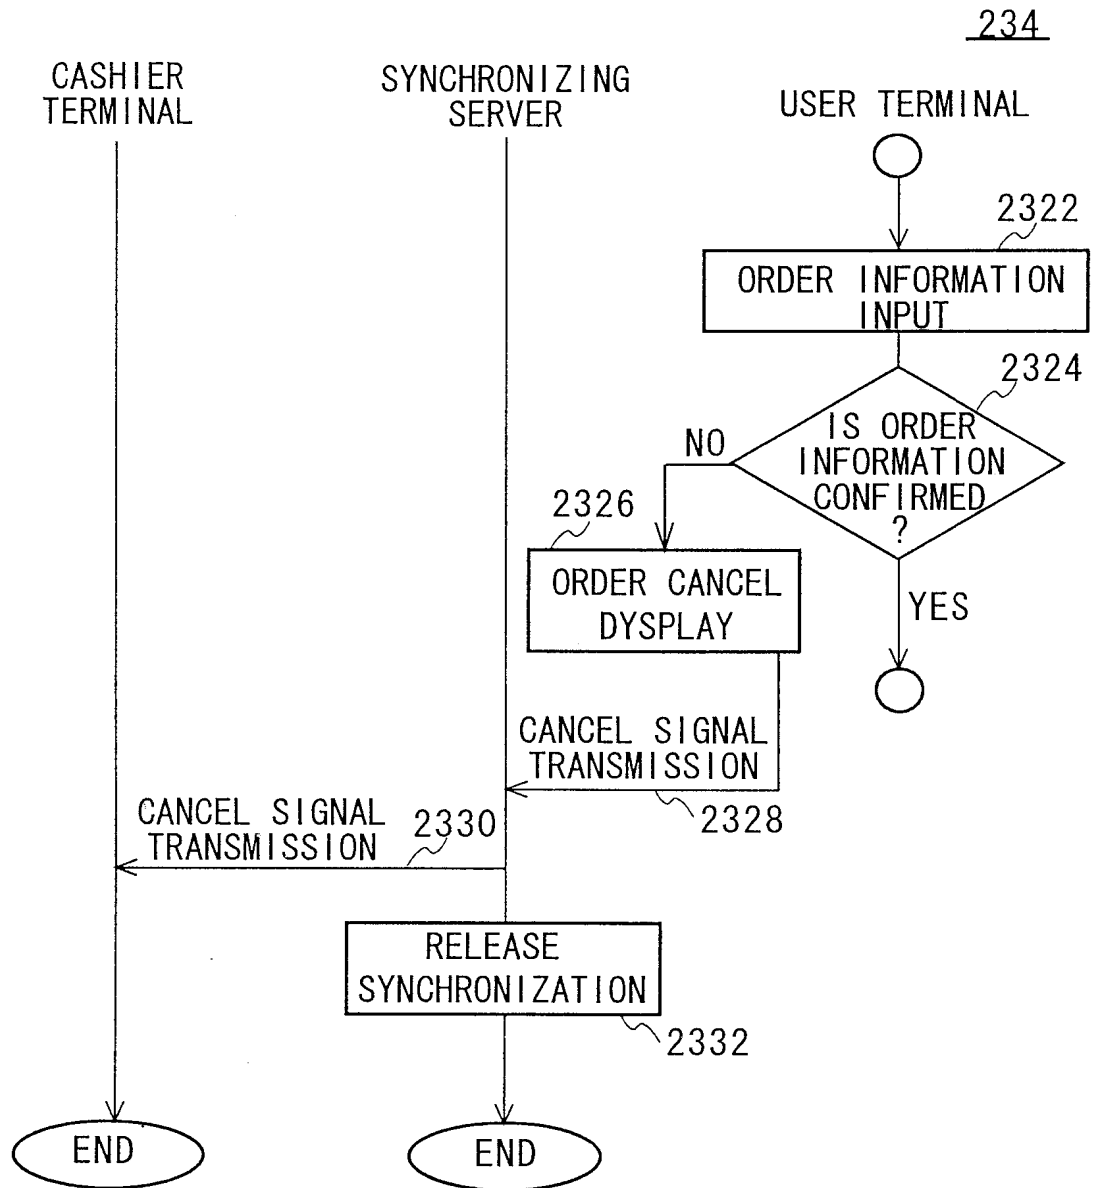 234
CASHIER
TERMINAL
SYNCHRONIZING
SERVER
USER TERMINAL
2322
ORDER INFORMATION
INPUT
2324
IS ORDER
INFORMATION
CONFIRMED
?
NO
YES
2326
ORDER CANCEL
DYSPLAY
CANCEL SIGNAL
TRANSMISSION
2328
CANCEL SIGNAL
TRANSMISSION
2330
RELEASE
SYNCHRONIZATION
2332
END
END